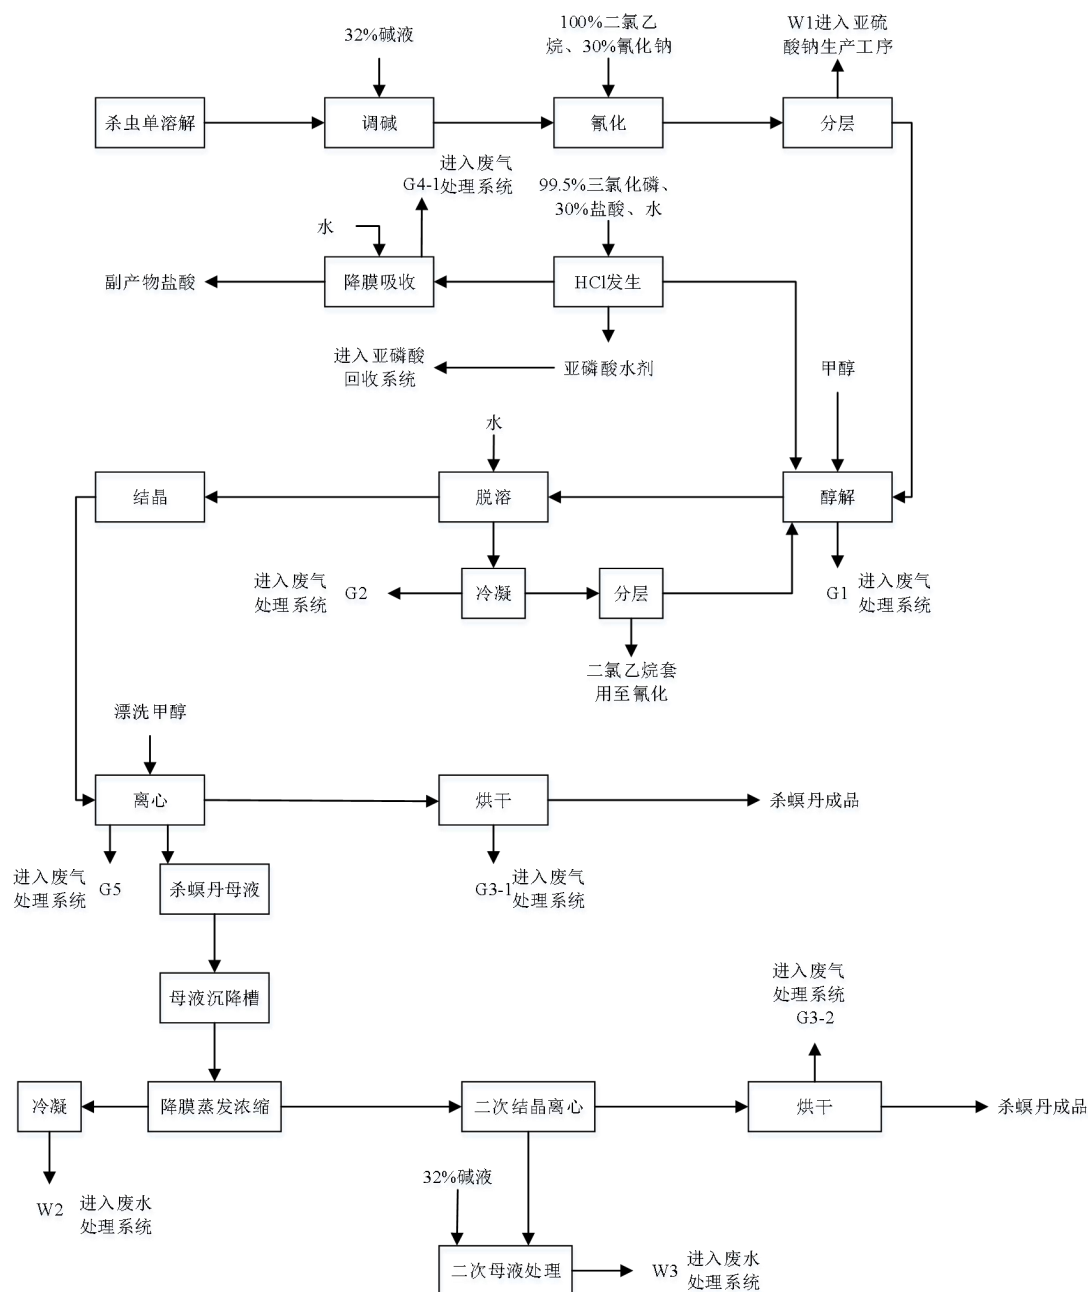 32%碱液
100%二氯乙
烷、30%氰化钠
W1进入亚硫
酸钠生产工序
杀虫单溶解
调碱
氰化
分层
进入废气
G4-1处理系统
99.5%三氯化磷、
30%盐酸、水
水
副产物盐酸
降膜吸收
HCl发生
进入亚磷酸
回收系统
亚磷酸水剂
甲醇
水
结晶
脱溶
醇解
进入废气
处理系统
G2
冷凝
分层
G1
进入废气
处理系统
二氯乙烷套
用至氰化
漂洗甲醇
离心
烘干
杀螟丹成品
进入废气
处理系统
G5
杀螟丹母液
G3-1
进入废气
处理系统
母液沉降槽
进入废气
处理系统
G3-2
冷凝
降膜蒸发浓缩
二次结晶离心
烘干
杀螟丹成品
32%碱液
W2
进入废水
处理系统
二次母液处理
W3
进入废水
处理系统